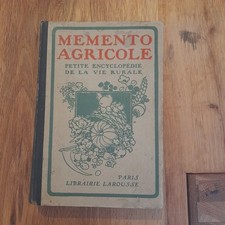 MEMENTO
AGRICOLE
PETITE ENCYCLOPÉDIE
DE LA VIE RURALE
PARIS
LIBRAIRIE LAROUSSE